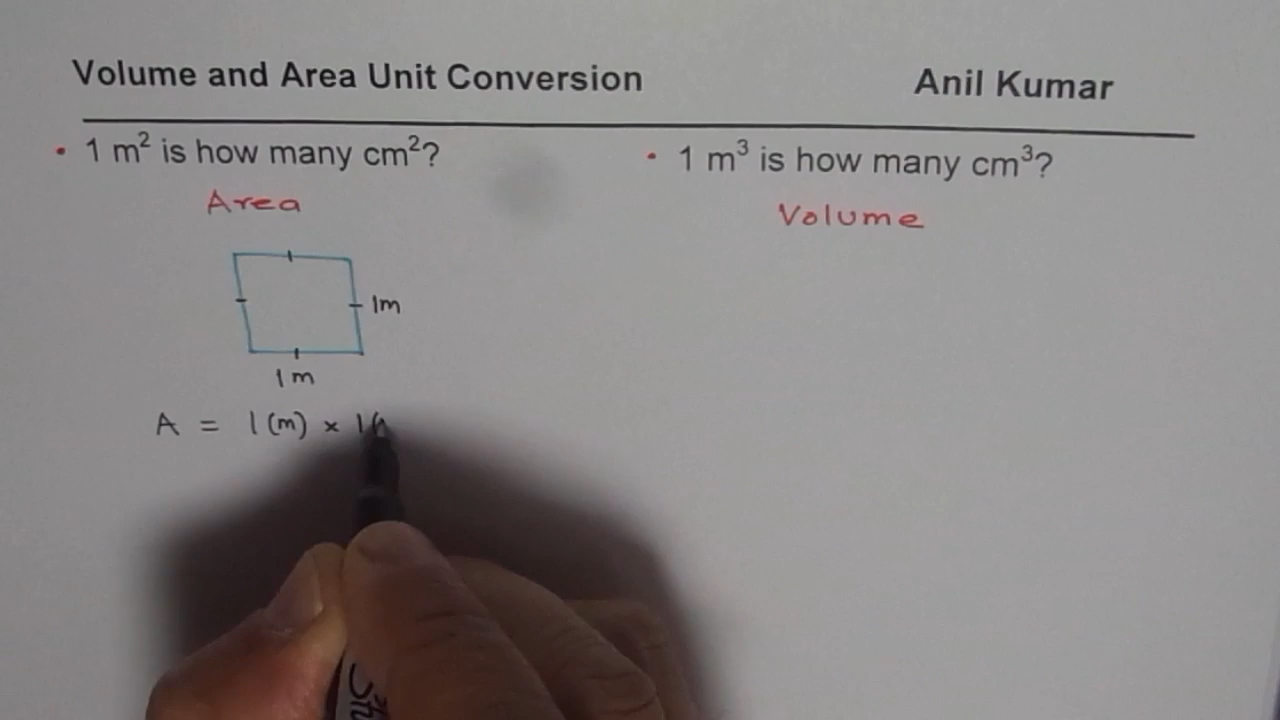 Volume and Area Unit Conversion Anil Kumar
• 1 m² is how many cm²?
Area
1m
1m
A = 1(m) × 1(
• 1 m³ is how many cm³?
Volume